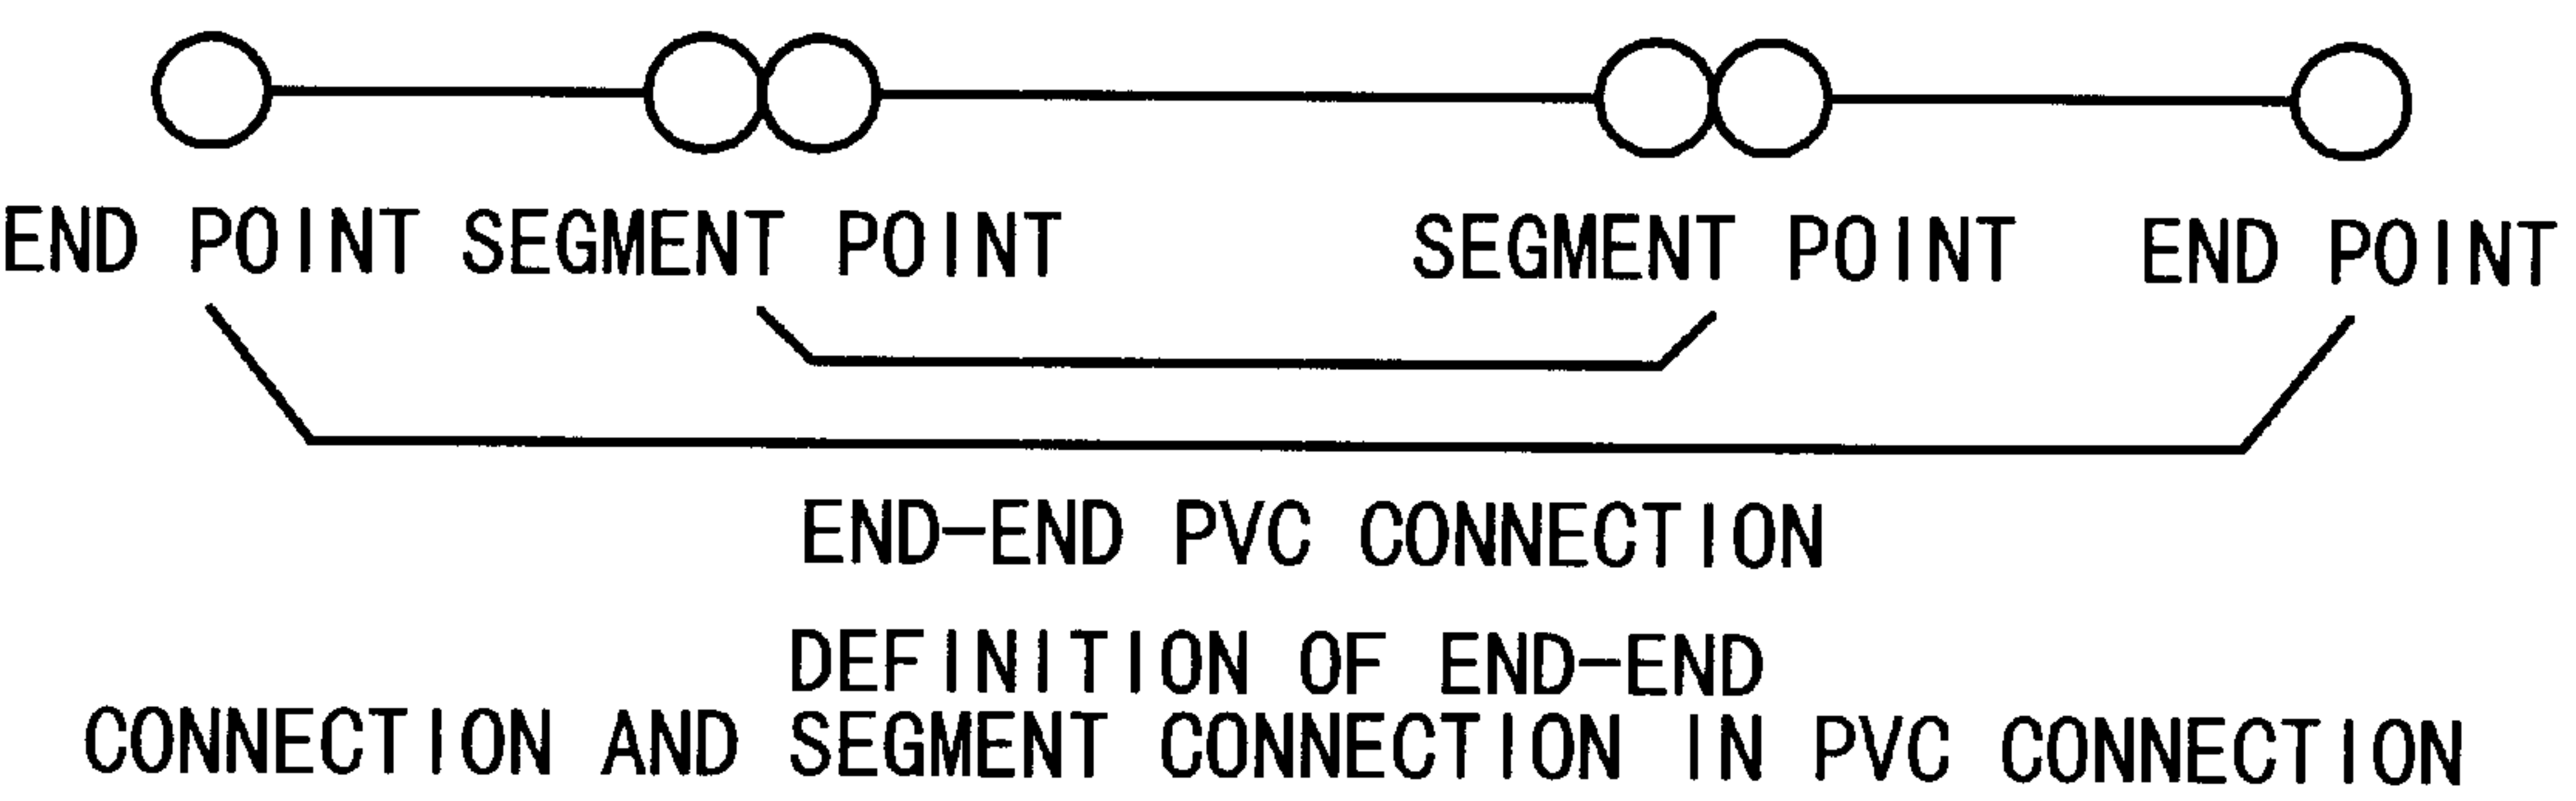 END POINT SEGMENT POINT SEGMENT POINT END POINT
END-END PVC CONNECTION
DEFINITION OF END-END
CONNECTION AND SEGMENT CONNECTION IN PVC CONNECTION